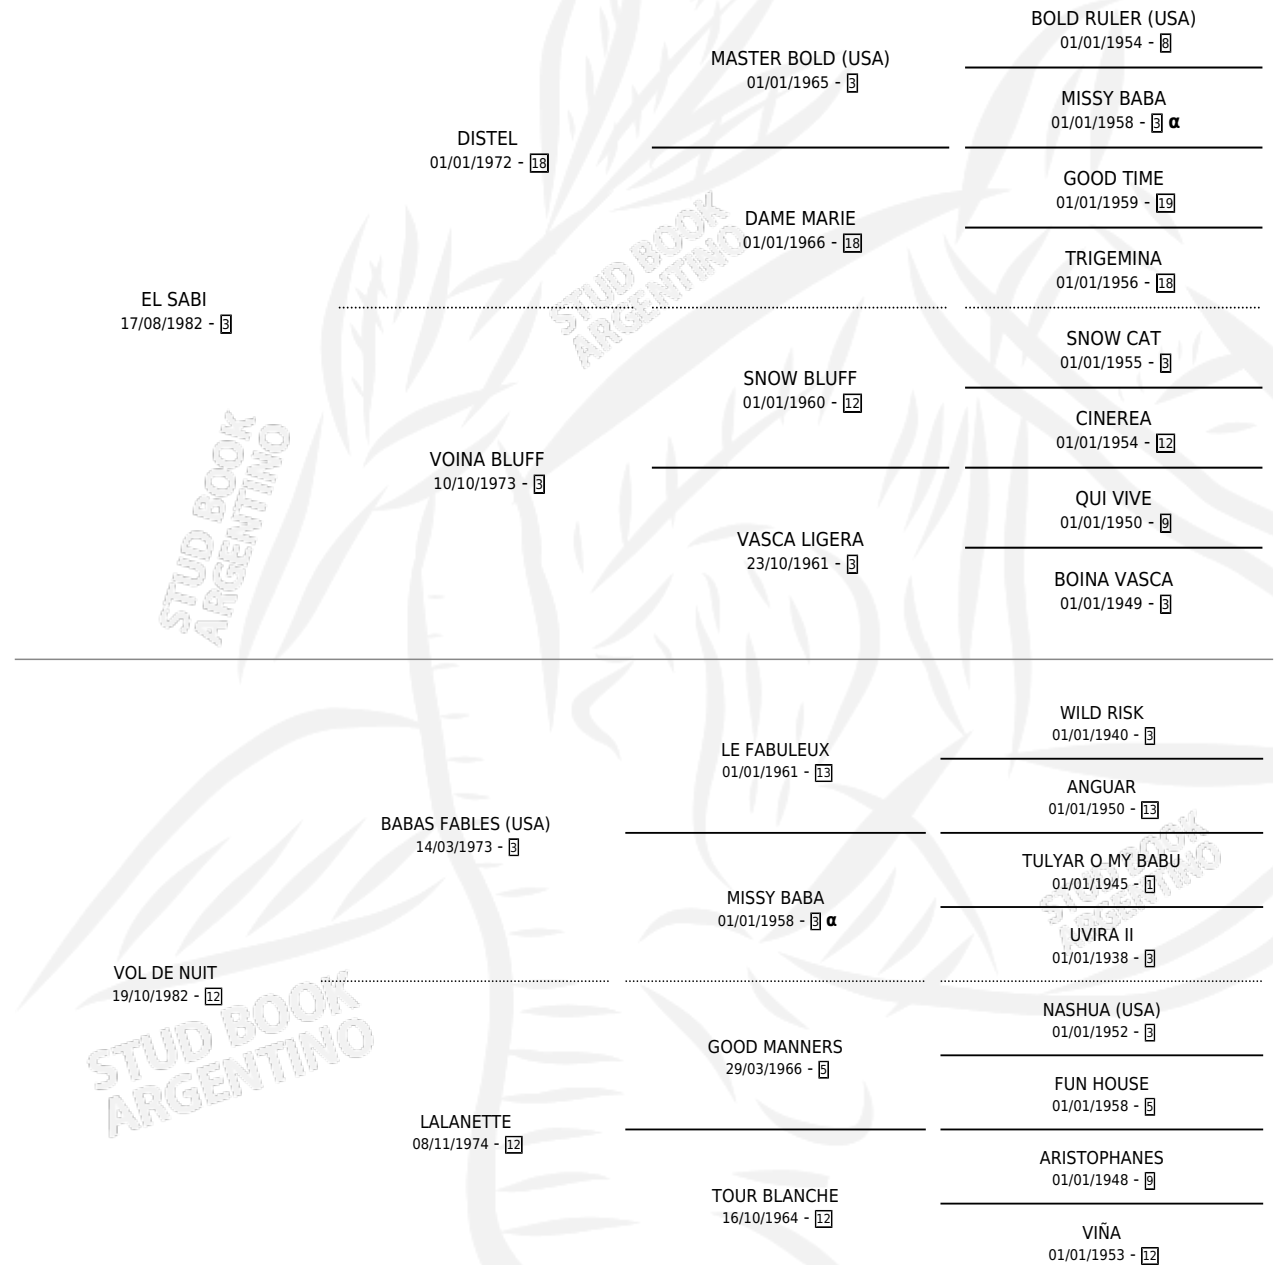 BOLD RULER (USA)
01/01/1954 - 8
MASTER BOLD (USA)
01/01/1965 - 3
MISSY BABA
01/01/1958 - 3 α
DISTEL
01/01/1972 - 18
GOOD TIME
01/01/1959 - 19
DAME MARIE
01/01/1966 - 18
TRIGEMINA
01/01/1956 - 18
EL SABI
17/08/1982 - 3
SNOW CAT
01/01/1955 - 3
SNOW BLUFF
01/01/1960 - 12
CINEREA
01/01/1954 - 12
VOINA BLUFF
10/10/1973 - 3
QUI VIVE
01/01/1950 - 9
VASCA LIGERA
23/10/1961 - 3
BOINA VASCA
01/01/1949 - 3
STUD BOOK
ARGENTINO
STUD BOOK
ARGENTINO
WILD RISK
01/01/1940 - 3
LE FABULEUX
01/01/1961 - 13
ANGUAR
01/01/1950 - 13
BABAS FABLES (USA)
14/03/1973 - 3
TULYAR O MY BABU
01/01/1945 - 1
MISSY BABA
01/01/1958 - 3 α
UVIRA II
01/01/1938 - 3
VOL DE NUIT
19/10/1982 - 12
NASHUA (USA)
01/01/1952 - 3
GOOD MANNERS
29/03/1966 - 5
FUN HOUSE
01/01/1958 - 5
LALANETTE
08/11/1974 - 12
ARISTOPHANES
01/01/1948 - 9
TOUR BLANCHE
16/10/1964 - 12
VIÑA
01/01/1953 - 12
STUD BOOK
ARGENTINO
STUD BOOK
ARGENTINO